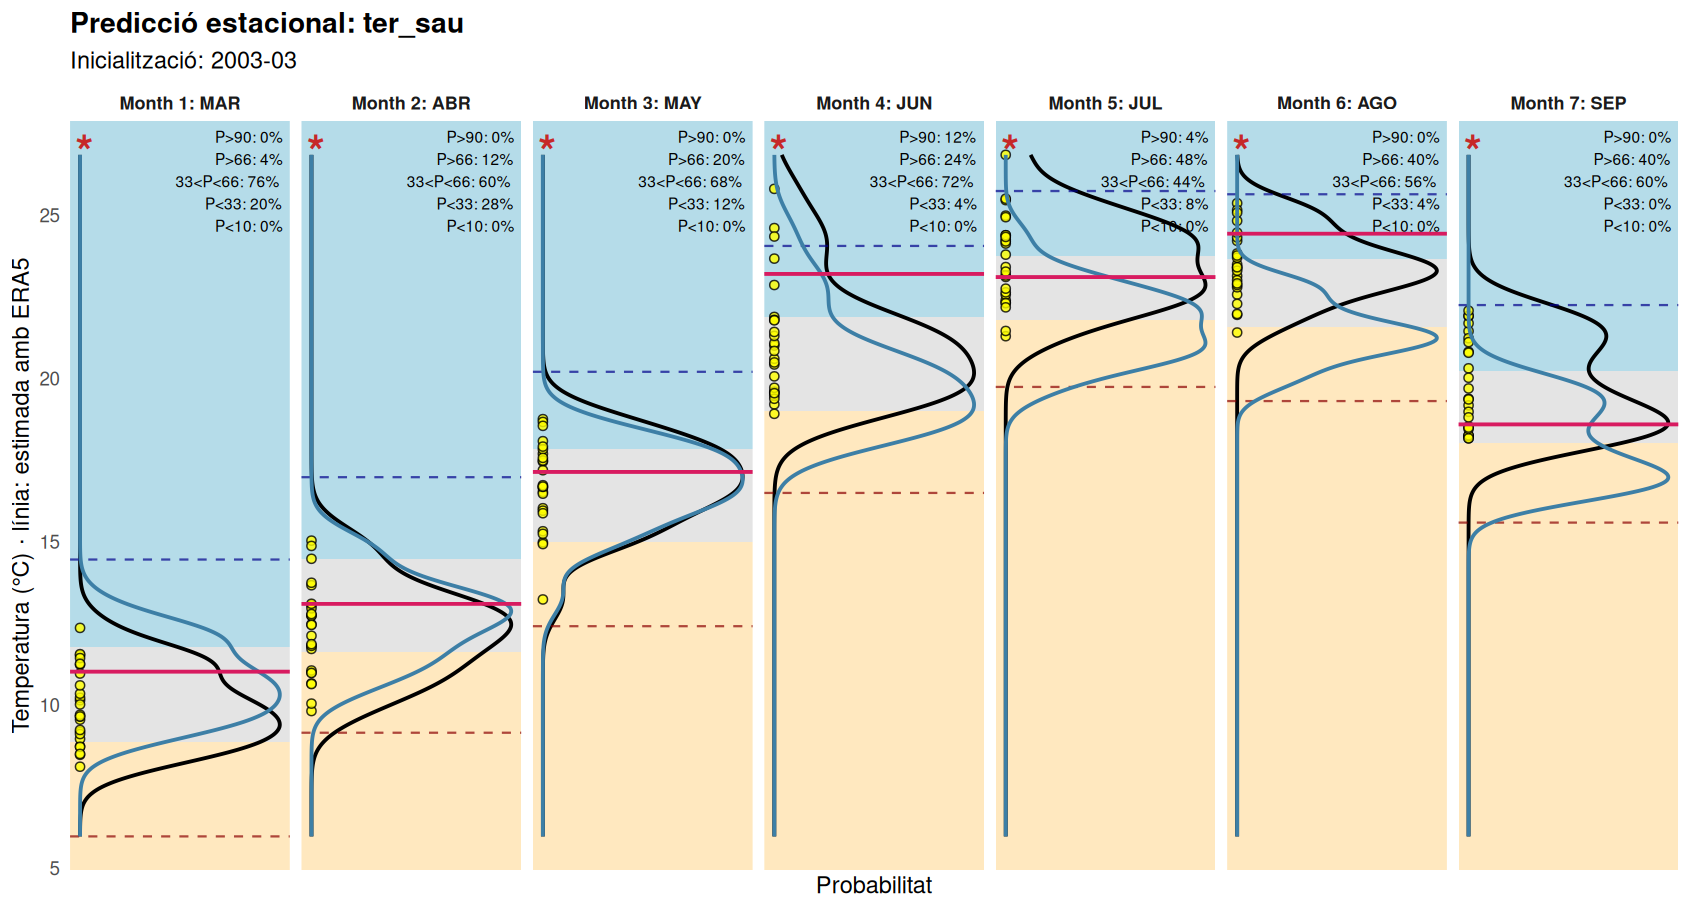 Predicció estacional: ter_sau
Inicialització: 2003-03
Month 1: MAR
Month 2: ABR
Month 3: MAY
Month 4: JUN
Month 5: JUL
Month 6: AGO
Month 7: SEP
*
P>90: 0%
P>66: 4%
33<P<66: 76%
P<33: 20%
P<10: 0%
*
P>90: 0%
P>66: 12%
33<P<66: 60%
P<33: 28%
P<10: 0%
*
P>90: 0%
P>66: 20%
33<P<66: 68%
P<33: 12%
P<10: 0%
*
P>90: 12%
P>66: 24%
33<P<66: 72%
P<33: 4%
P<10: 0%
*
P>90: 4%
P>66: 48%
33<P<66: 44%
P<33: 8%
P<10: 0%
*
P>90: 0%
P>66: 40%
33<P<66: 56%
P<33: 4%
P<10: 0%
*
P>90: 0%
P>66: 40%
33<P<66: 60%
P<33: 0%
P<10: 0%
25
20
15
10
5
Temperatura (°C) · línia: estimada amb ERA5
Probabilitat